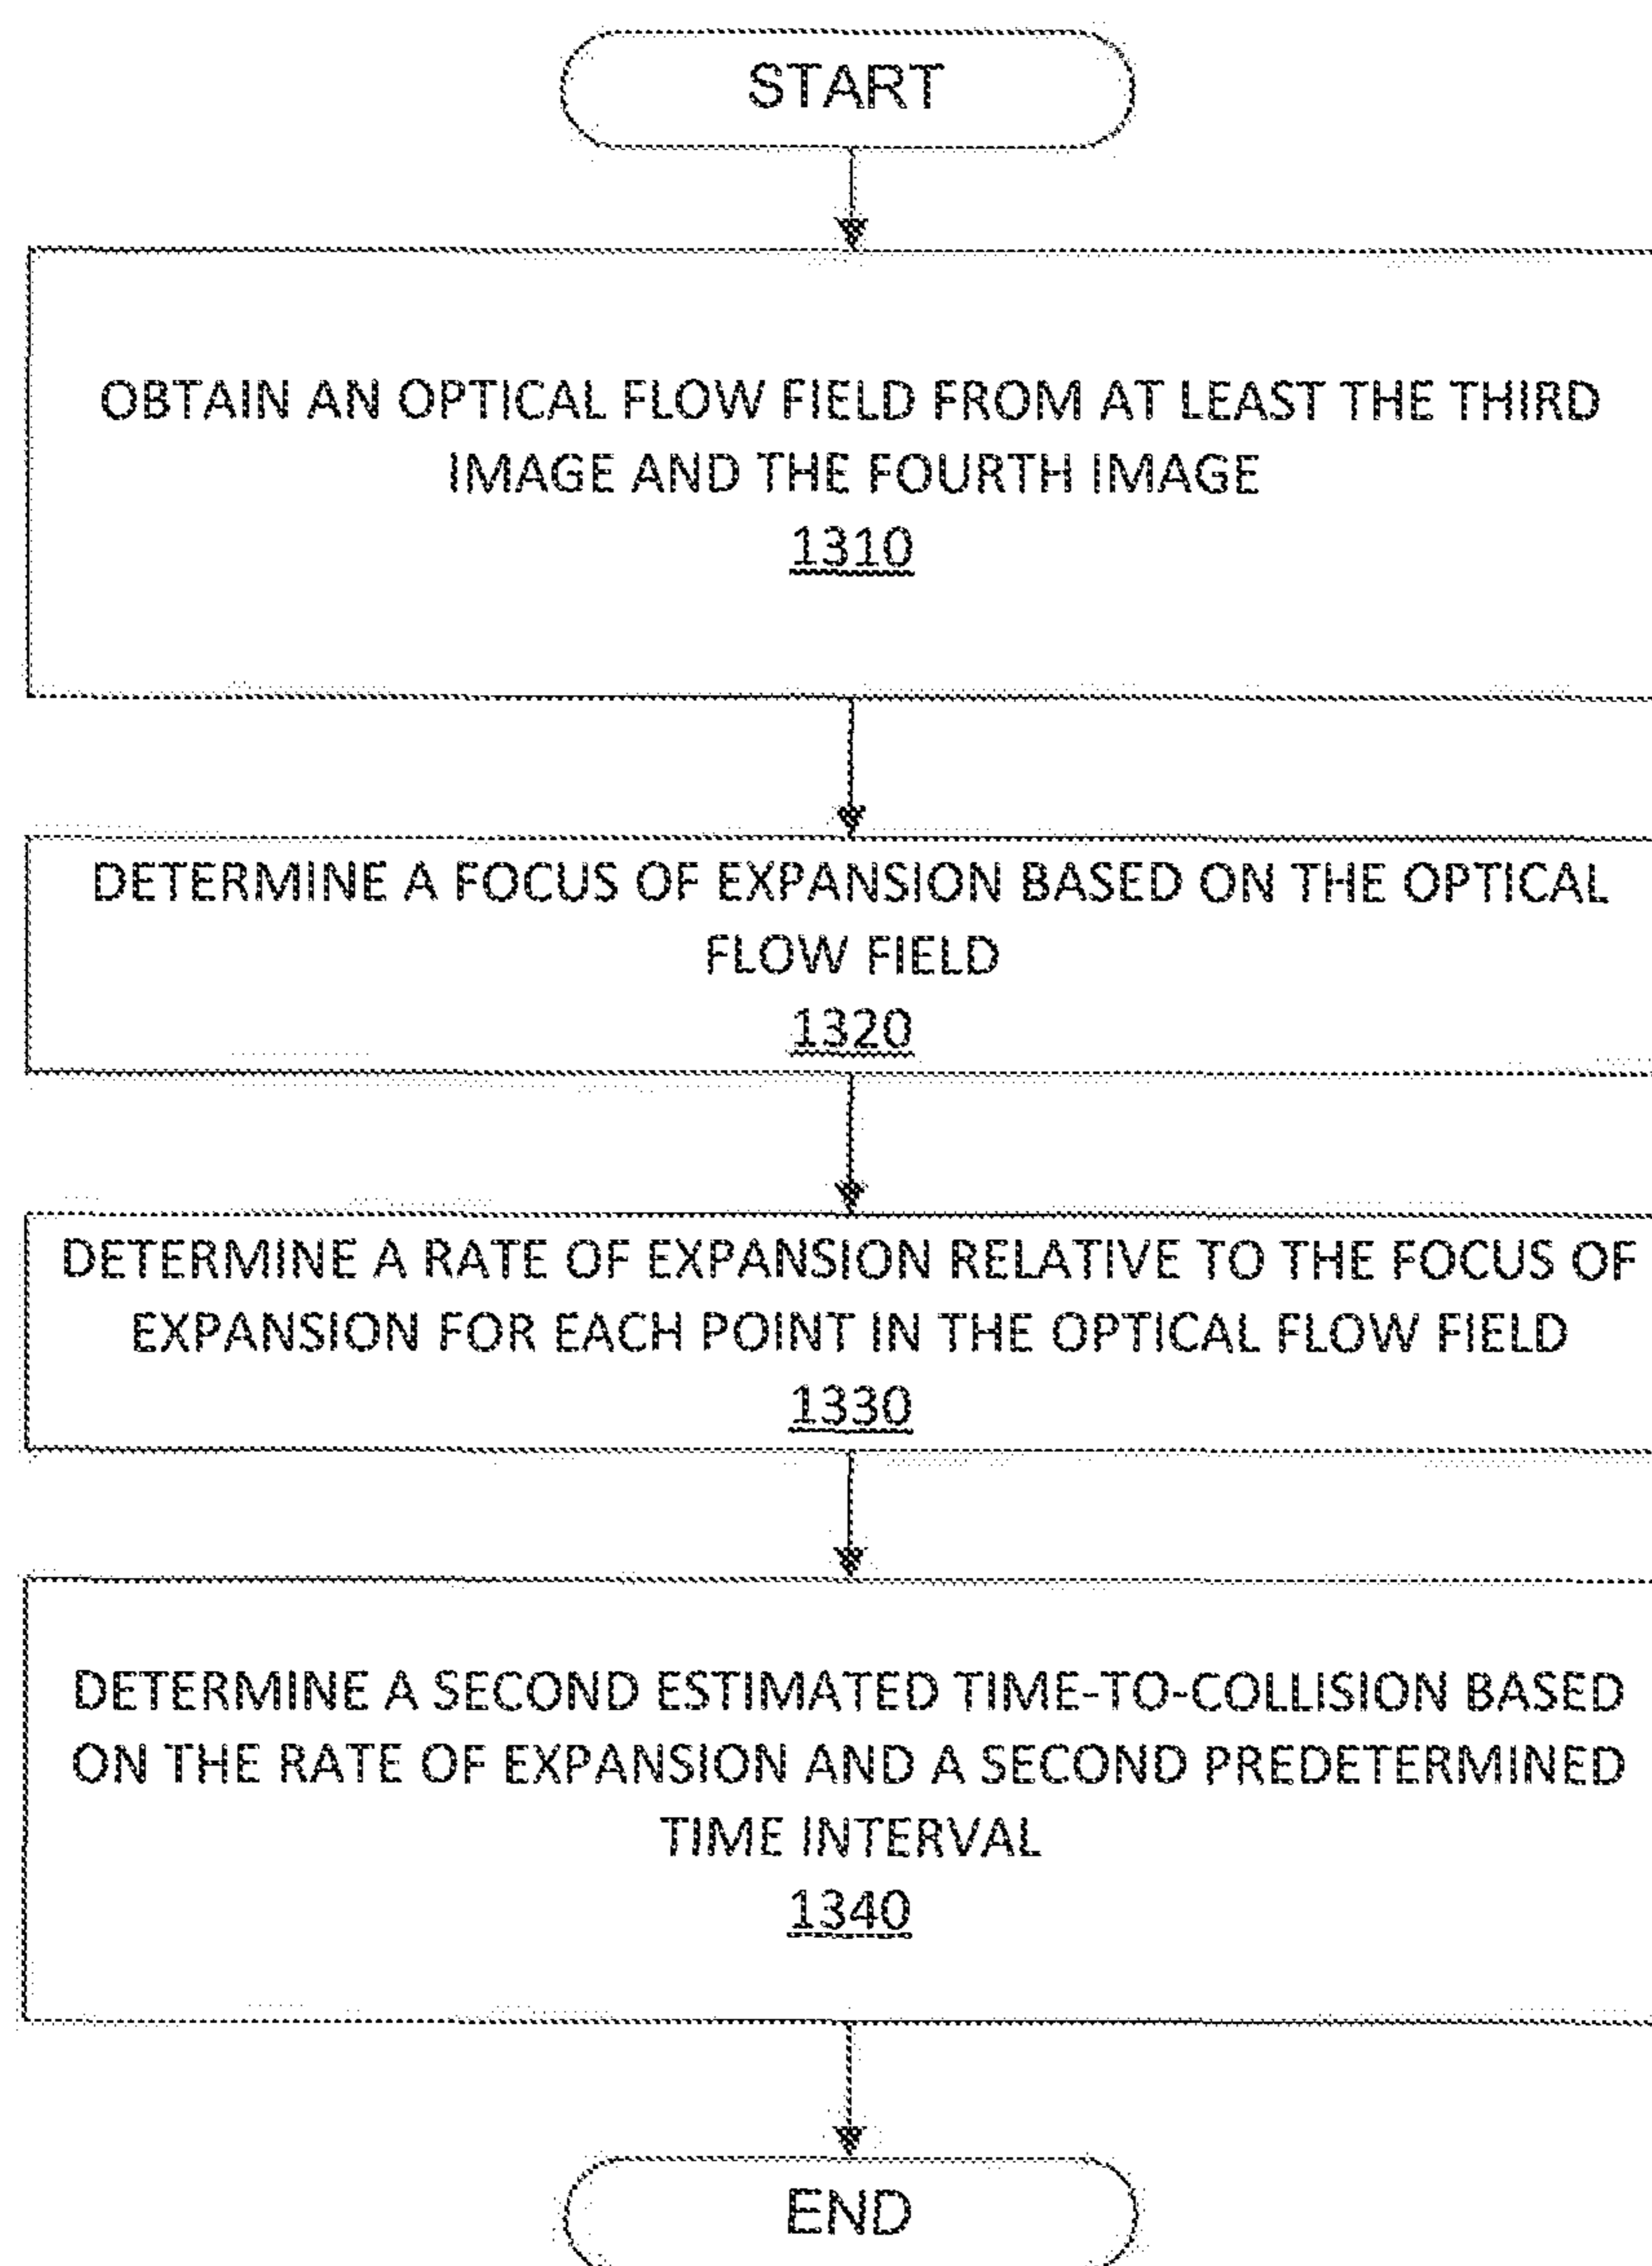 START
OBTAIN AN OPTICAL FLOW FIELD FROM AT LEAST THE THIRD
IMAGE AND THE FOURTH IMAGE
1310
DETERMINE A FOCUS OF EXPANSION BASED ON THE OPTICAL
FLOW FIELD
1320
DETERMINE A RATE OF EXPANSION RELATIVE TO THE FOCUS OF
EXPANSION FOR EACH POINT IN THE OPTICAL FLOW FIELD
1330
DETERMINE A SECOND ESTIMATED TIME-TO-COLLISION BASED
ON THE RATE OF EXPANSION AND A SECOND PREDETERMINED
TIME INTERVAL
1340
END